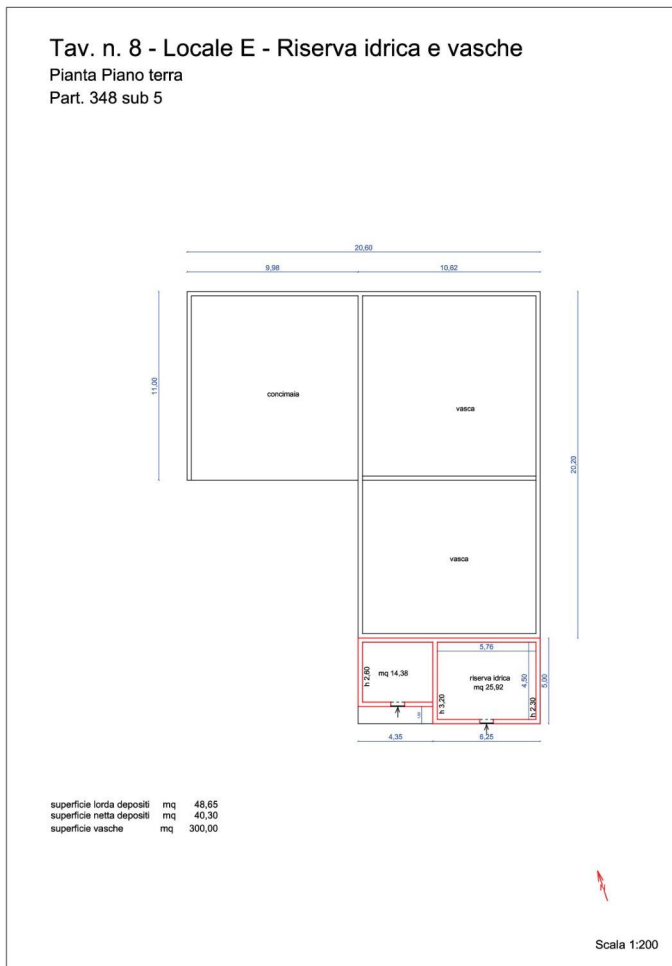 Tav. n. 8 - Locale E - Riserva idrica e vasche
Pianta Piano terra
Part. 348 sub 5
20,60
9,98
10,62
11,00
concimaia
vasca
20,20
vasca
5,76
mq 14,38
h 2,60
riserva idrica
mq 25,92
4,50
5,00
h 3,20
h 2,30
4,35
6,25
superficie lorda depositi mq 48,65
superficie netta depositi mq 40,30
superficie vasche mq 300,00
N
Scala 1:200